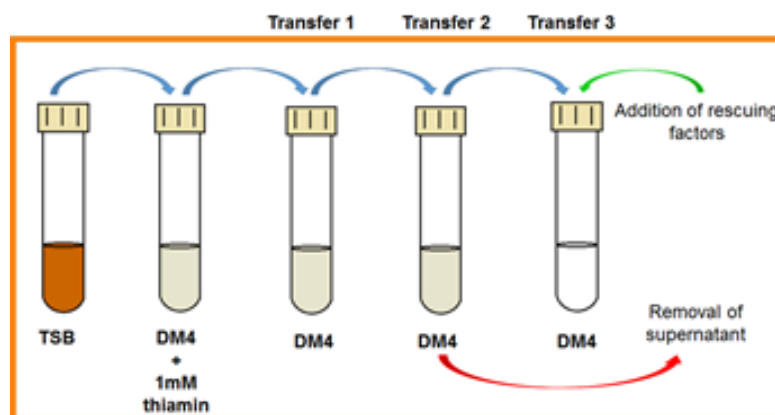 Transfer 1 Transfer 2 Transfer 3
Addition of rescuing
factors
Removal of
supernatant
TSB
DM4
+
1mM
thiamin
DM4
DM4
DM4